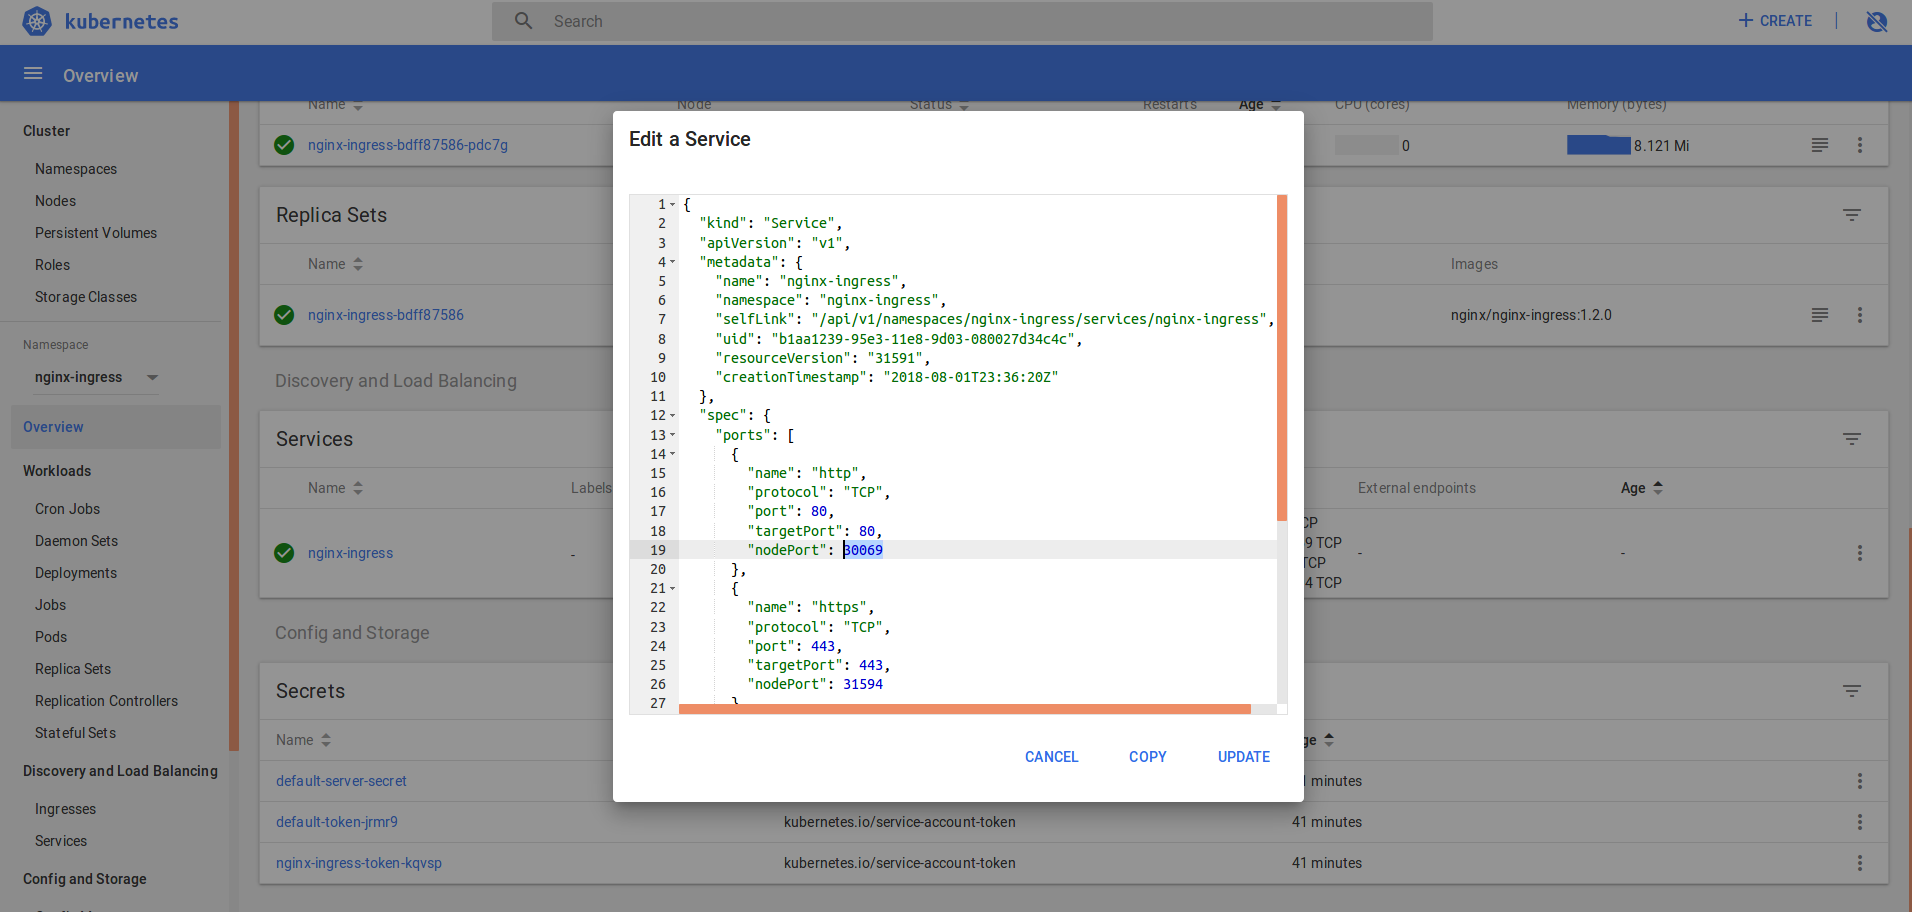 kubernetes
Search
CREATE
Overview
Cluster
Namespaces
Nodes
Persistent Volumes
Roles
Storage Classes
Namespace
nginx-ingress
Overview
Workloads
Cron Jobs
Daemon Sets
Deployments
Jobs
Pods
Replica Sets
Replication Controllers
Stateful Sets
Discovery and Load Balancing
Ingresses
Services
Config and Storage
Name Node Status Restarts Age CPU (cores) Memory (bytes)
nginx-ingress-bdff87586-pdc7g 0 8.121 Mi
Replica Sets
Name Images
nginx-ingress-bdff87586 nginx/nginx-ingress:1.2.0
Discovery and Load Balancing
Services
Name Labels External endpoints Age
nginx-ingress - - -
CP
9 TCP
TCP
4 TCP
Config and Storage
Secrets
Name ge
default-server-secret minutes
default-token-jrmr9 kubernetes.io/service-account-token 41 minutes
nginx-ingress-token-kqvsp kubernetes.io/service-account-token 41 minutes
Edit a Service
1 {
2 "kind": "Service",
3 "apiVersion": "v1",
4 "metadata": {
5 "name": "nginx-ingress",
6 "namespace": "nginx-ingress",
7 "selfLink": "/api/v1/namespaces/nginx-ingress/services/nginx-ingress",
8 "uid": "b1aa1239-95e3-11e8-9d03-080027d34c4c",
9 "resourceVersion": "31591",
10 "creationTimestamp": "2018-08-01T23:36:20Z"
11 },
12 "spec": {
13 "ports": [
14 {
15 "name": "http",
16 "protocol": "TCP",
17 "port": 80,
18 "targetPort": 80,
19 "nodePort": 30069
20 },
21 {
22 "name": "https",
23 "protocol": "TCP",
24 "port": 443,
25 "targetPort": 443,
26 "nodePort": 31594
27 }
CANCEL COPY UPDATE